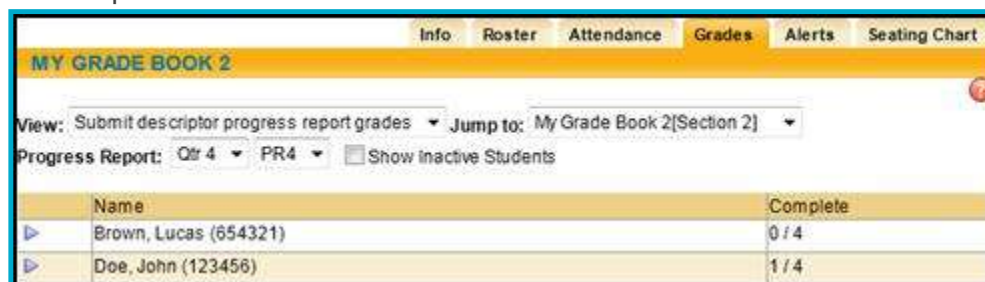 Info Roster Attendance Grades Alerts Seating Chart
MY GRADE BOOK 2
View: Submit descriptor progress report grades Jump to: My Grade Book 2[Section 2]
Progress Report: Qtr 4 PR4 Show Inactive Students
Name Complete
Brown, Lucas (654321) 0 / 4
Doe, John (123456) 1 / 4